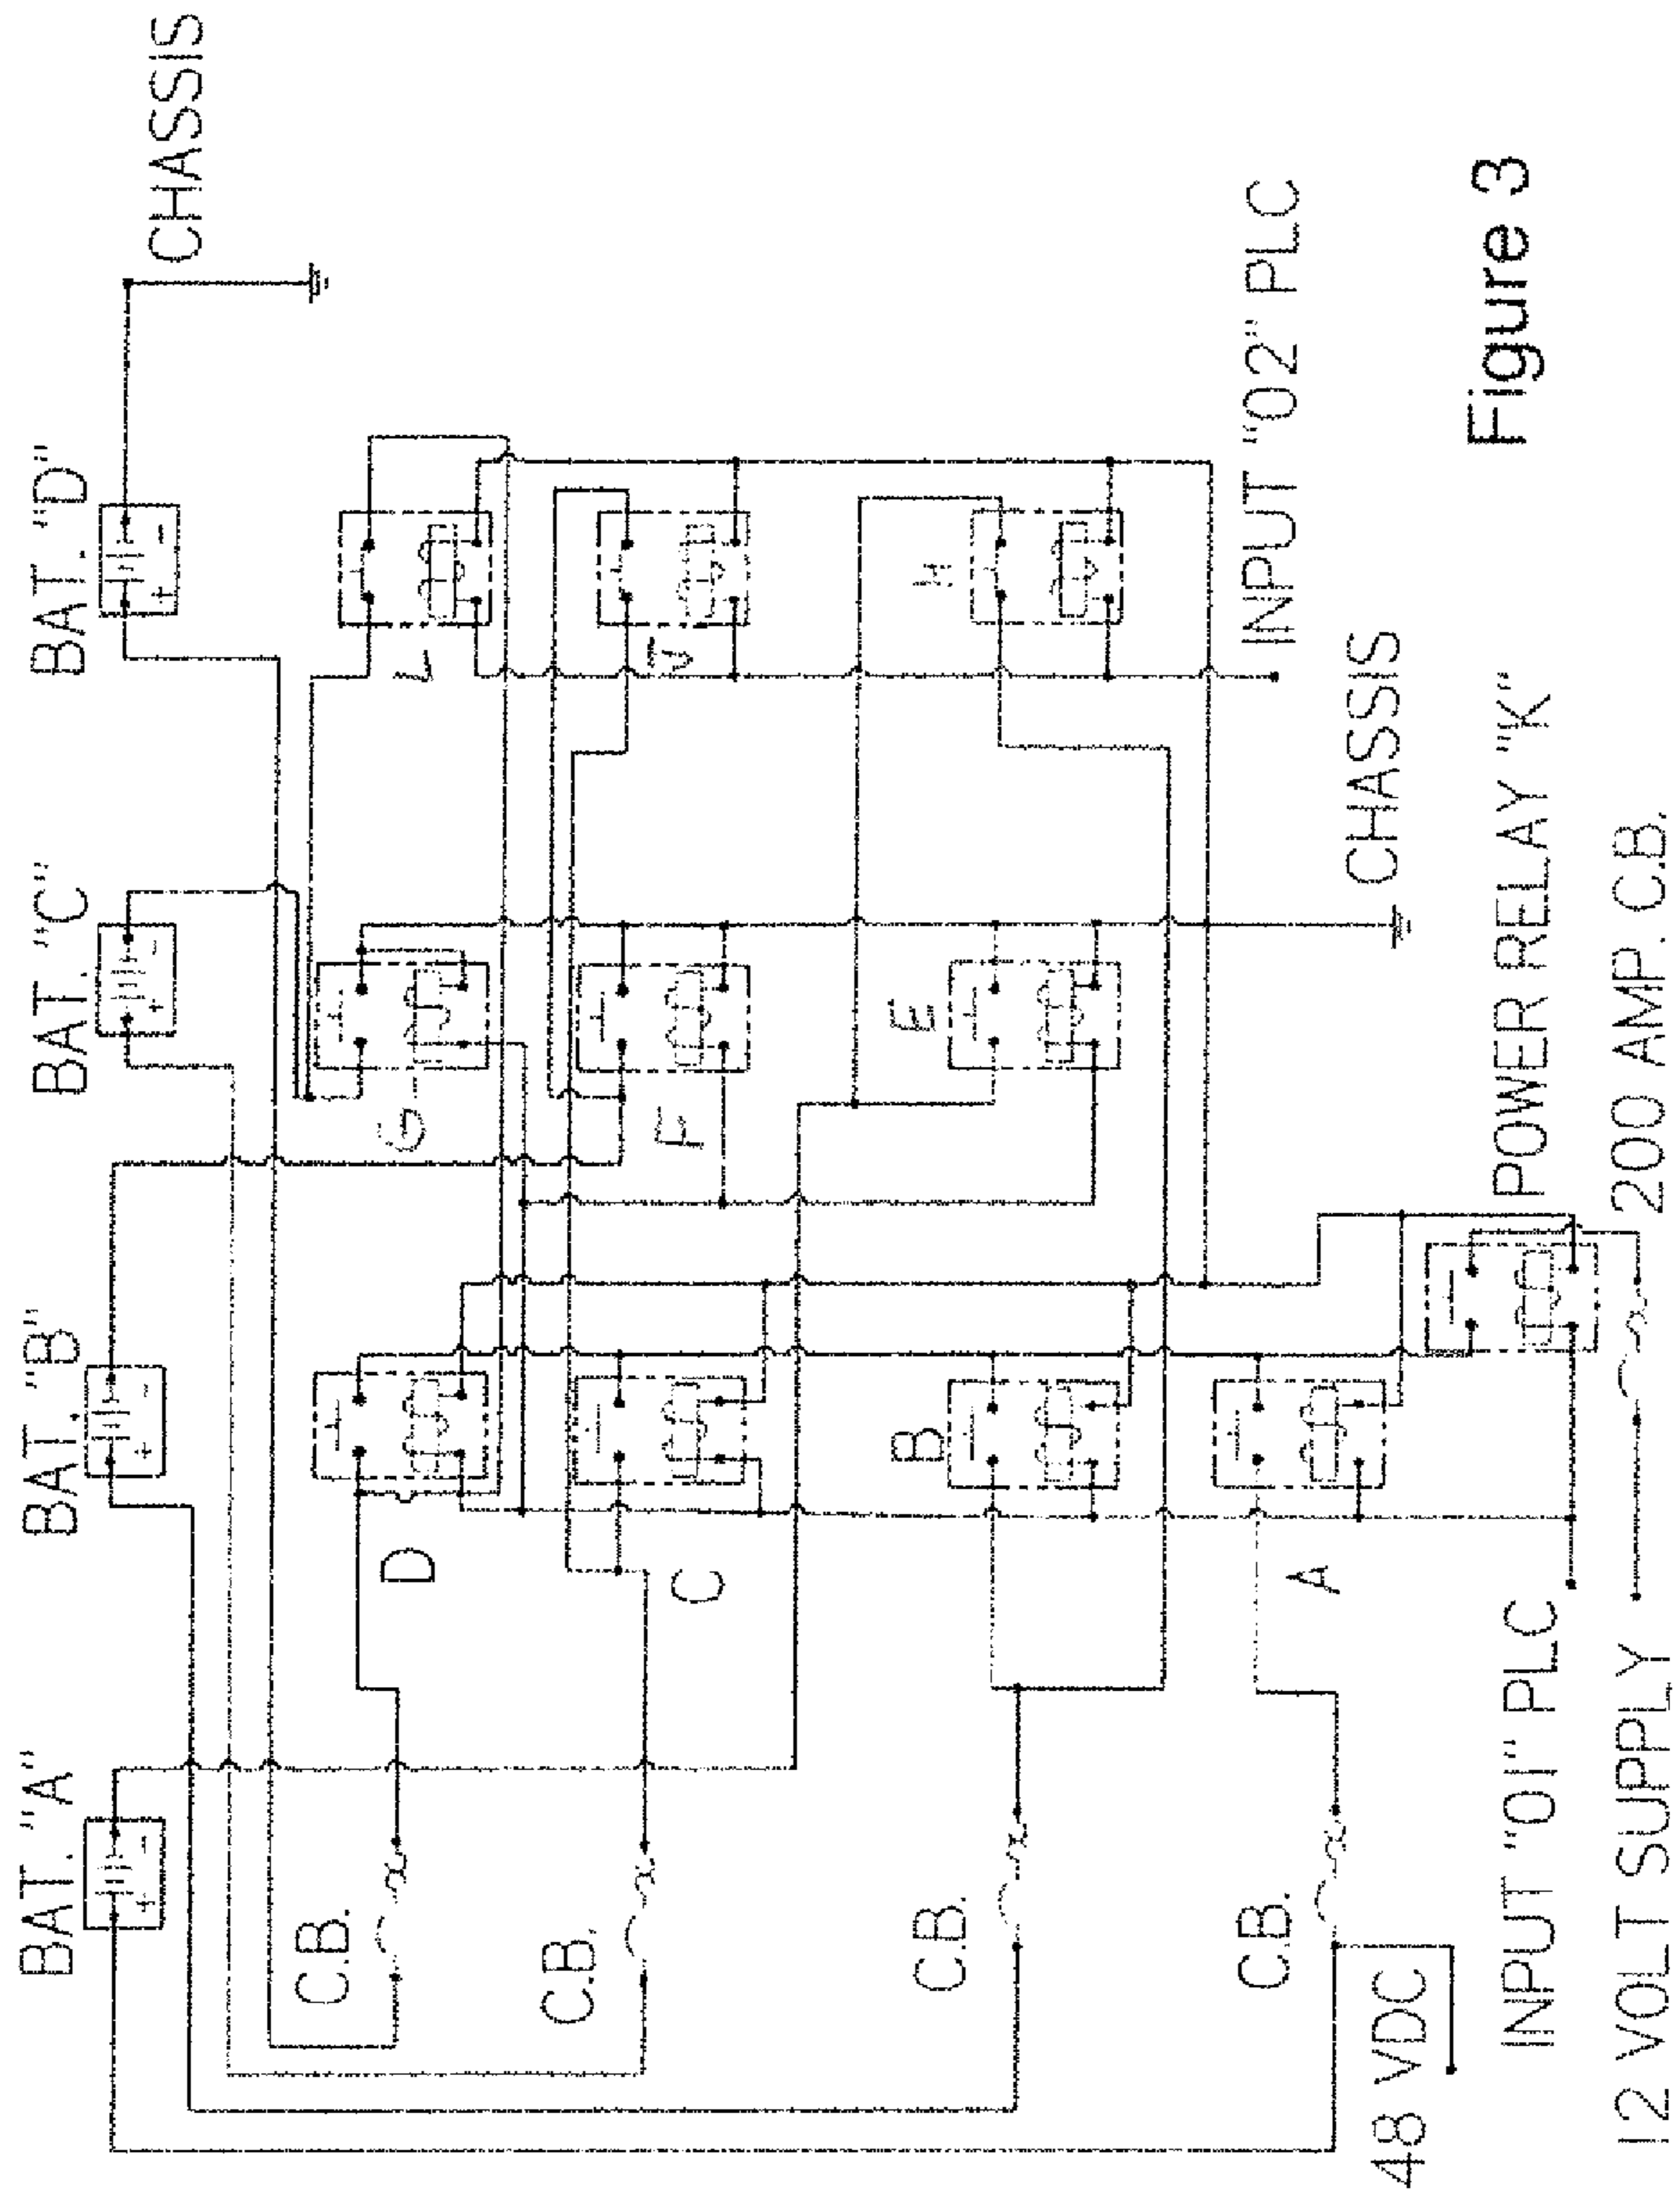 BAT. "A"
BAT. "B"
BAT. "C"
BAT. "D"
CHASSIS
+ -
+ -
+ -
+ -
C.B.
D
G
L
C.B.
C
F
J
C.B.
B
E
H
C.B.
A
48 VDC
INPUT "02" PLC
CHASSIS
INPUT "01" PLC
POWER RELAY "K"
12 VOLT SUPPLY
200 AMP. C.B.
Figure 3